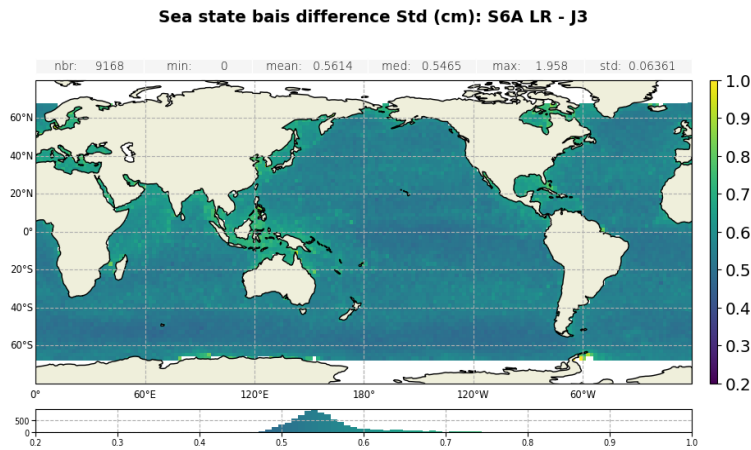 Sea state bais difference Std (cm): S6A LR - J3
nbr: 9168 min: 0 mean: 0.5614 med: 0.5465 max: 1.958 std: 0.06361
60°N
40°N
20°N
0°
20°S
40°S
60°S
0° 60°E 120°E 180° 120°W 60°W
1.0
0.9
0.8
0.7
0.6
0.5
0.4
0.3
0.2
500
0
0.2 0.3 0.4 0.5 0.6 0.7 0.8 0.9 1.0